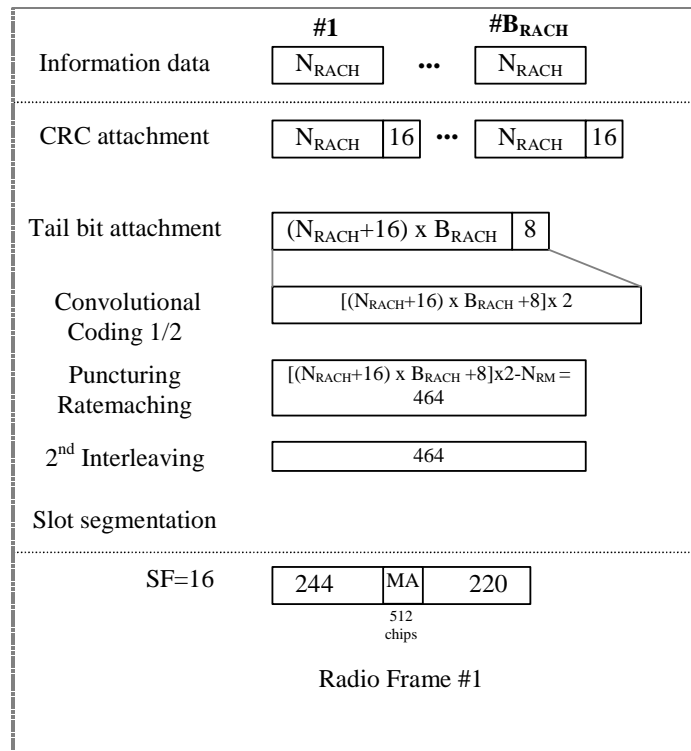 #1 #B_RACH
Information data N_RACH ... N_RACH
CRC attachment N_RACH 16 ... N_RACH 16
Tail bit attachment (N_RACH+16) x B_RACH 8
Convolutional
Coding 1/2
[(N_RACH+16) x B_RACH +8]x 2
Puncturing
Ratemaching
[(N_RACH+16) x B_RACH +8]x2-N_RM =
464
2nd Interleaving 464
Slot segmentation
SF=16 244 MA 220
512
chips
Radio Frame #1